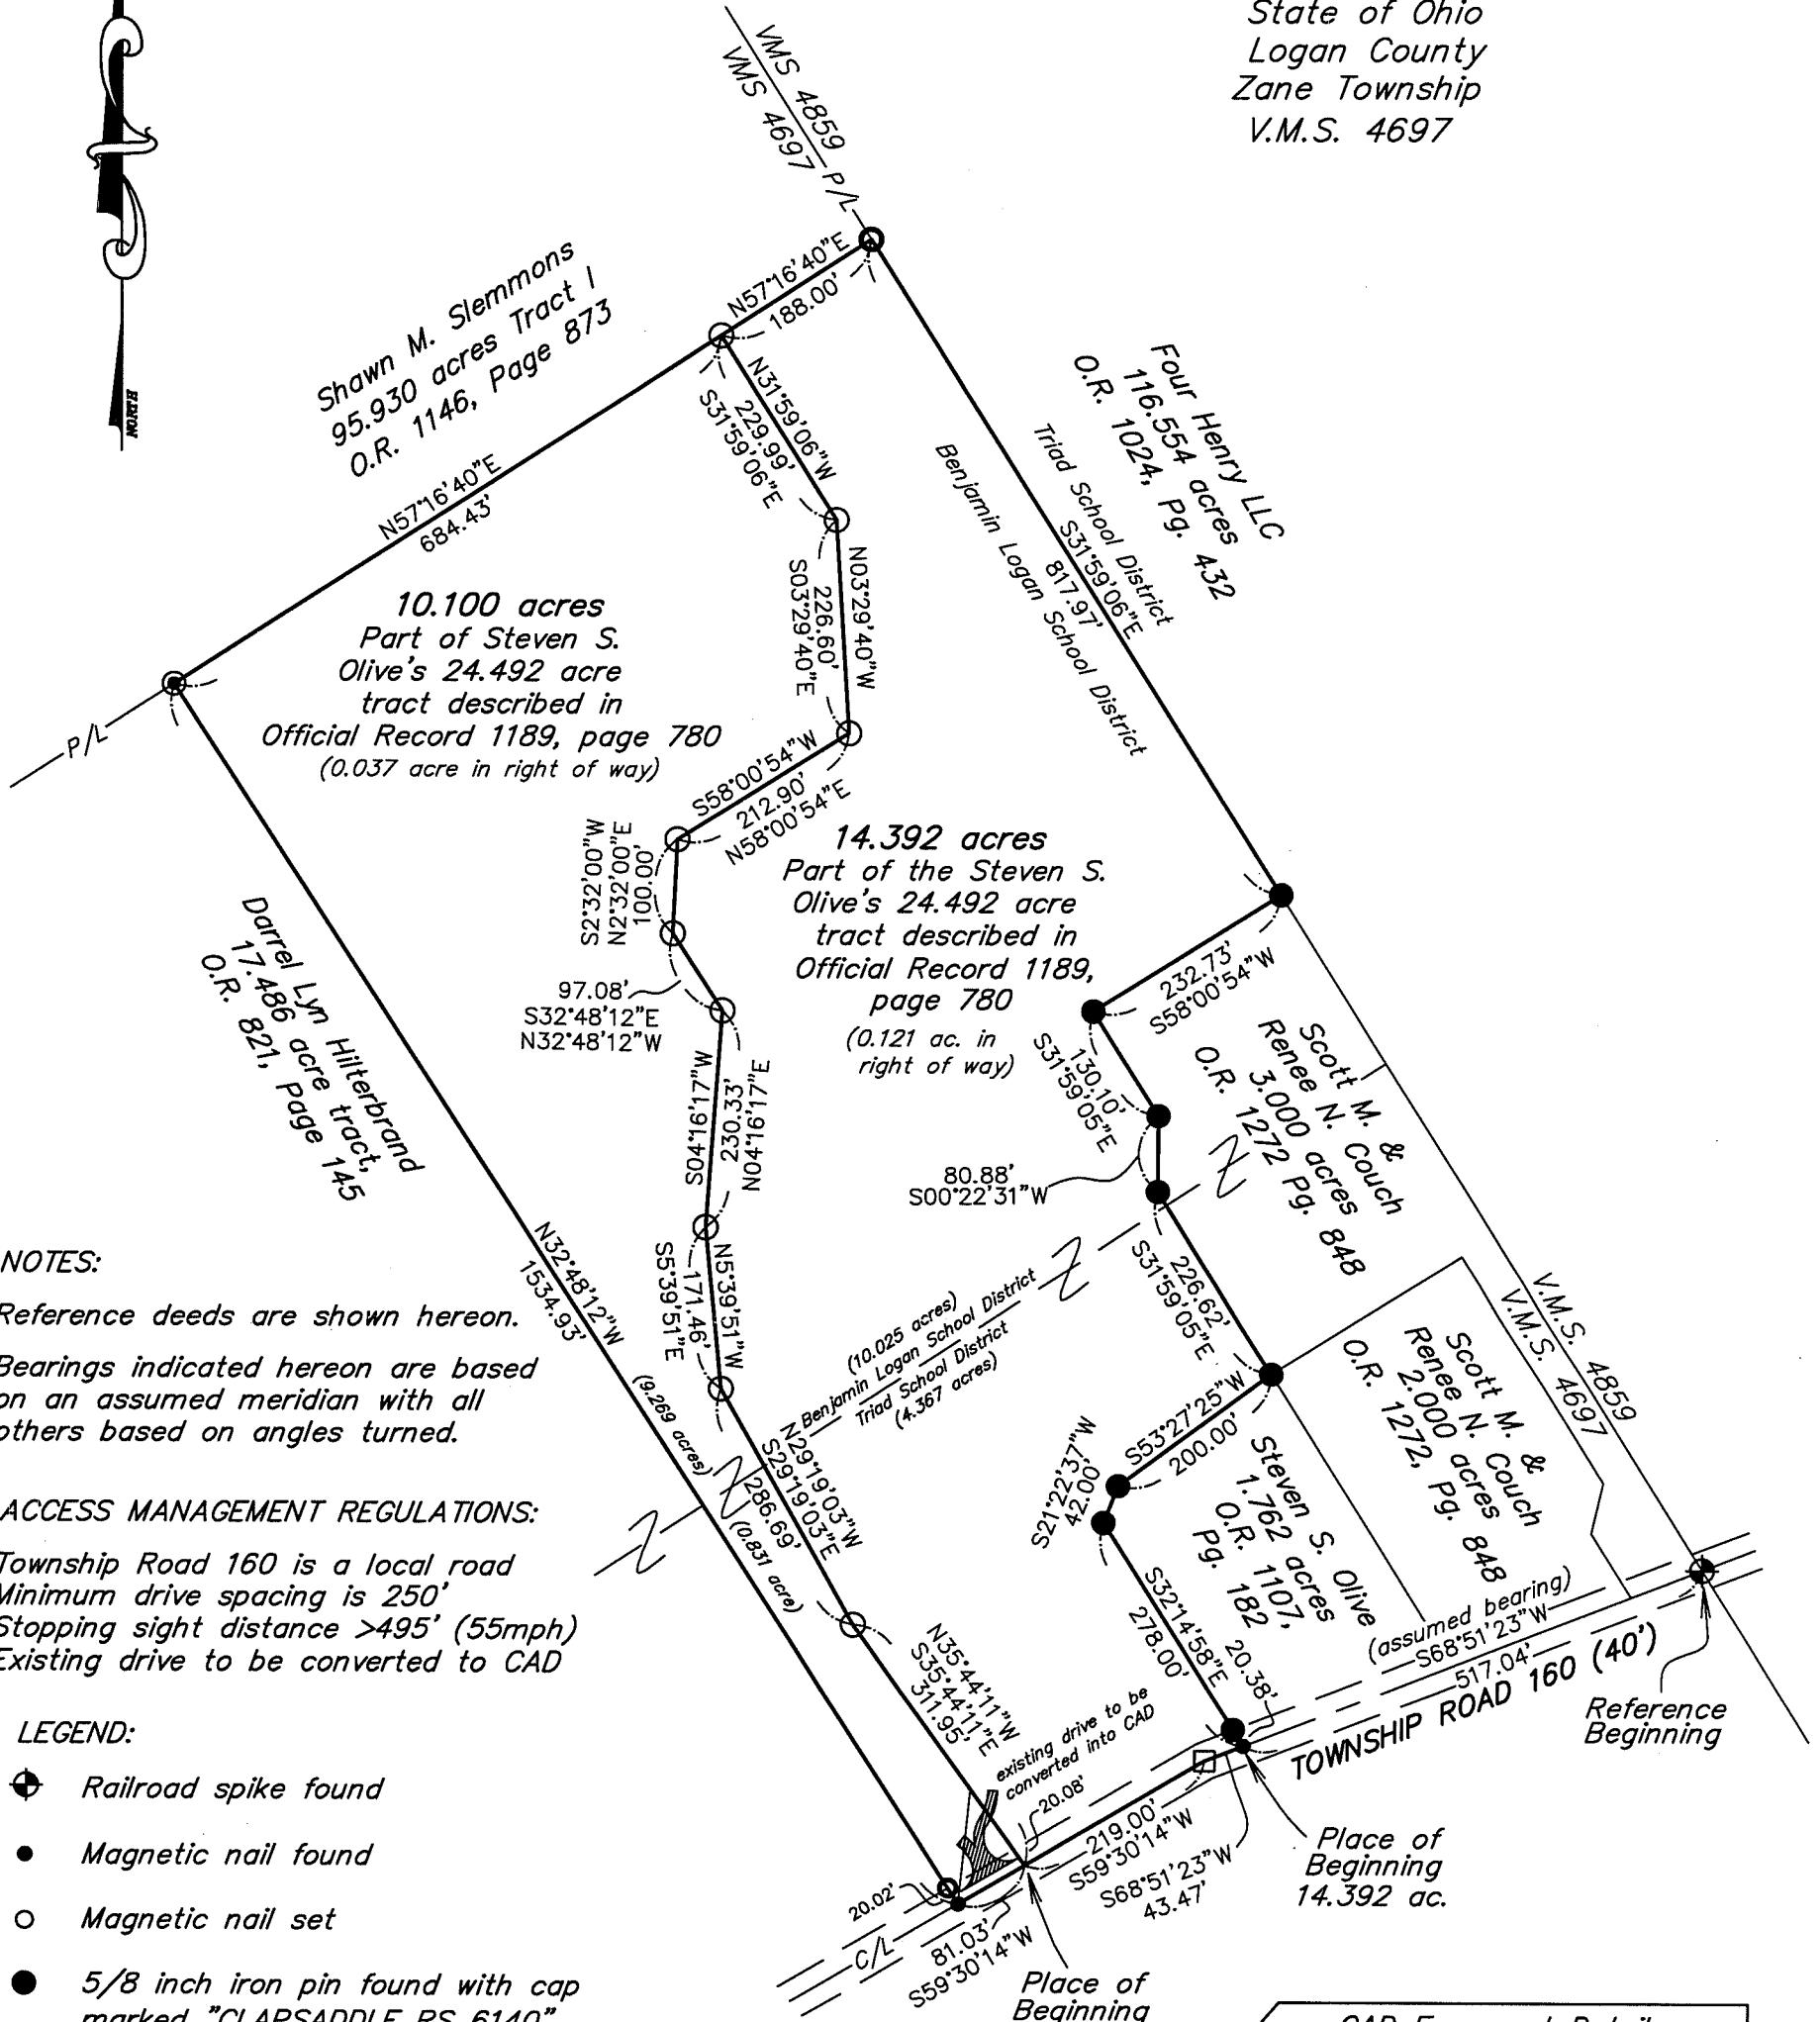 State of Ohio
Logan County
Zane Township
V.M.S. 4697
NORTH
VMS 4859
VMS 4697
P/L
N57°16'40"E
188.00'
Shawn M. Slemmons
95.930 acres Tract I
O.R. 1146, Page 873
N57°16'40"E
684.43'
N31°59'06"W
229.99'
S31°59'06"E
Four Henry LLC
116.554 acres
O.R. 1024, Pg. 432
Triad School District
S31°59'06"E
817.97'
Benjamin Logan School District
N03°29'40"W
226.60'
S03°29'40"E
10.100 acres
Part of Steven S.
Olive's 24.492 acre
tract described in
Official Record 1189, page 780
(0.037 acre in right of way)
P/L
S58°00'54"W
212.90'
N58°00'54"E
S2°32'00"W
N2°32'00"E
100.00'
14.392 acres
Part of the Steven S.
Olive's 24.492 acre
tract described in
Official Record 1189,
page 780
(0.121 ac. in
right of way)
97.08'
S32°48'12"E
N32°48'12"W
232.73'
S58°00'54"W
Darrel Lyn Hilterbrand
17.486 acre tract,
O.R. 821, Page 145
S04°16'17"W
230.33'
N04°16'17"E
130.10'
S31°59'05"E
Scott M. &
Renee N. Couch
3.000 acres
O.R. 1272 Pg. 848
80.88'
S00°22'31"W
N32°48'12"W
1534.93'
N5°39'51"W
171.46'
S5°39'51"E
226.62'
S31°59'05"E
(10.025 acres)
Benjamin Logan School District
Triad School District
(4.367 acres)
V.M.S. 4859
V.M.S. 4697
Scott M. &
Renee N. Couch
2.000 acres
O.R. 1272, Pg. 848
NOTES:
Reference deeds are shown hereon.
Bearings indicated hereon are based
on an assumed meridian with all
others based on angles turned.
(9.269 acres)
(0.831 acre)
N29°19'03"W
S29°19'03"E
286.69'
S53°27'25"W
200.00'
S21°22'37"W
42.00'
Steven S. Olive
1.762 acres
O.R. 1107,
Pg. 182
ACCESS MANAGEMENT REGULATIONS:
Township Road 160 is a local road
Minimum drive spacing is 250'
Stopping sight distance >495' (55mph)
Existing drive to be converted to CAD
S32°14'58"E
278.00'
20.38'
(assumed bearing)
S68°51'23"W
517.04'
TOWNSHIP ROAD 160 (40')
Reference
Beginning
N35°44'11"W
S35°44'11"E
311.95'
existing drive to be
converted into CAD
20.08'
219.00'
S59°30'14"W
S68°51'23"W
43.47'
Place of
Beginning
14.392 ac.
20.02'
C/L
81.03'
S59°30'14"W
Place of
Beginning
LEGEND:
Railroad spike found
Magnetic nail found
Magnetic nail set
5/8 inch iron pin found with cap
marked "CLAPSADDLE RS 6140"